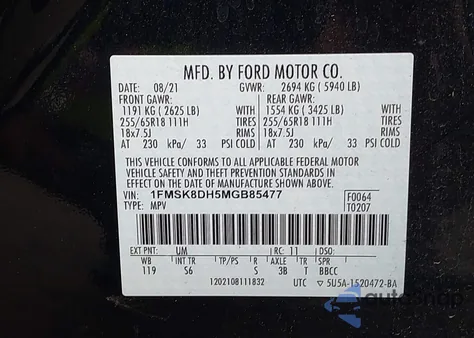 MFD. BY FORD MOTOR CO.
DATE: 08/21 GVWR: 2694 KG ( 5940 LB)
FRONT GAWR: REAR GAWR:
1191 KG ( 2625 LB) WITH 1554 KG ( 3425 LB) WITH
255/65R18 111H TIRES 255/65R18 111H TIRES
18x7.5J RIMS 18x7.5J RIMS
AT 230 kPa/ 33 PSI COLD AT 230 kPa/ 33 PSI COLD
THIS VEHICLE CONFORMS TO ALL APPLICABLE FEDERAL MOTOR
VEHICLE SAFETY AND THEFT PREVENTION STANDARDS IN
EFFECT ON THE DATE OF MANUFACTURE SHOWN ABOVE.
VIN: 1FMSK8DH5MGB85477 F0064
TYPE: MPV T0207
EXT PNT: UM RC: 11 DSO:
WB INT TR TP/PS R AXLE TR SPR
119 S6 S 3B T BBCC
1202108111832 UTC ▽ 5U5A-1520472-BA
autosnap